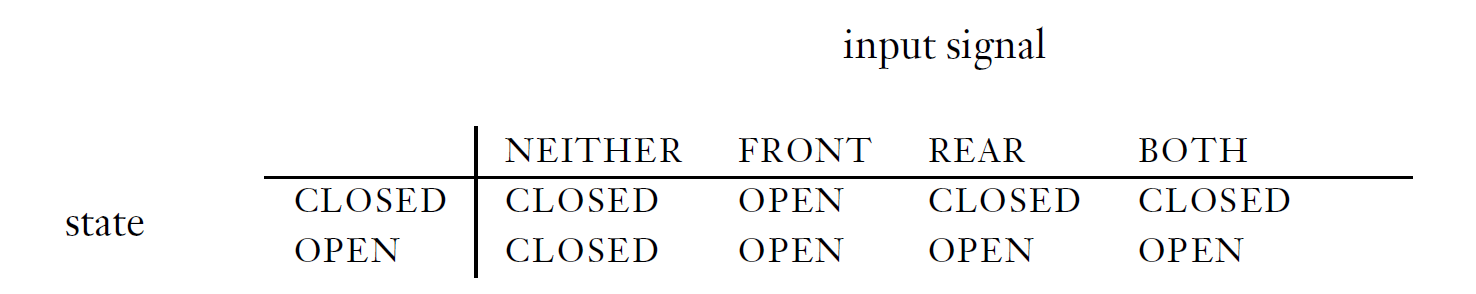 input signal
NEITHER FRONT REAR BOTH
CLOSED CLOSED OPEN CLOSED CLOSED
state
OPEN CLOSED OPEN OPEN OPEN